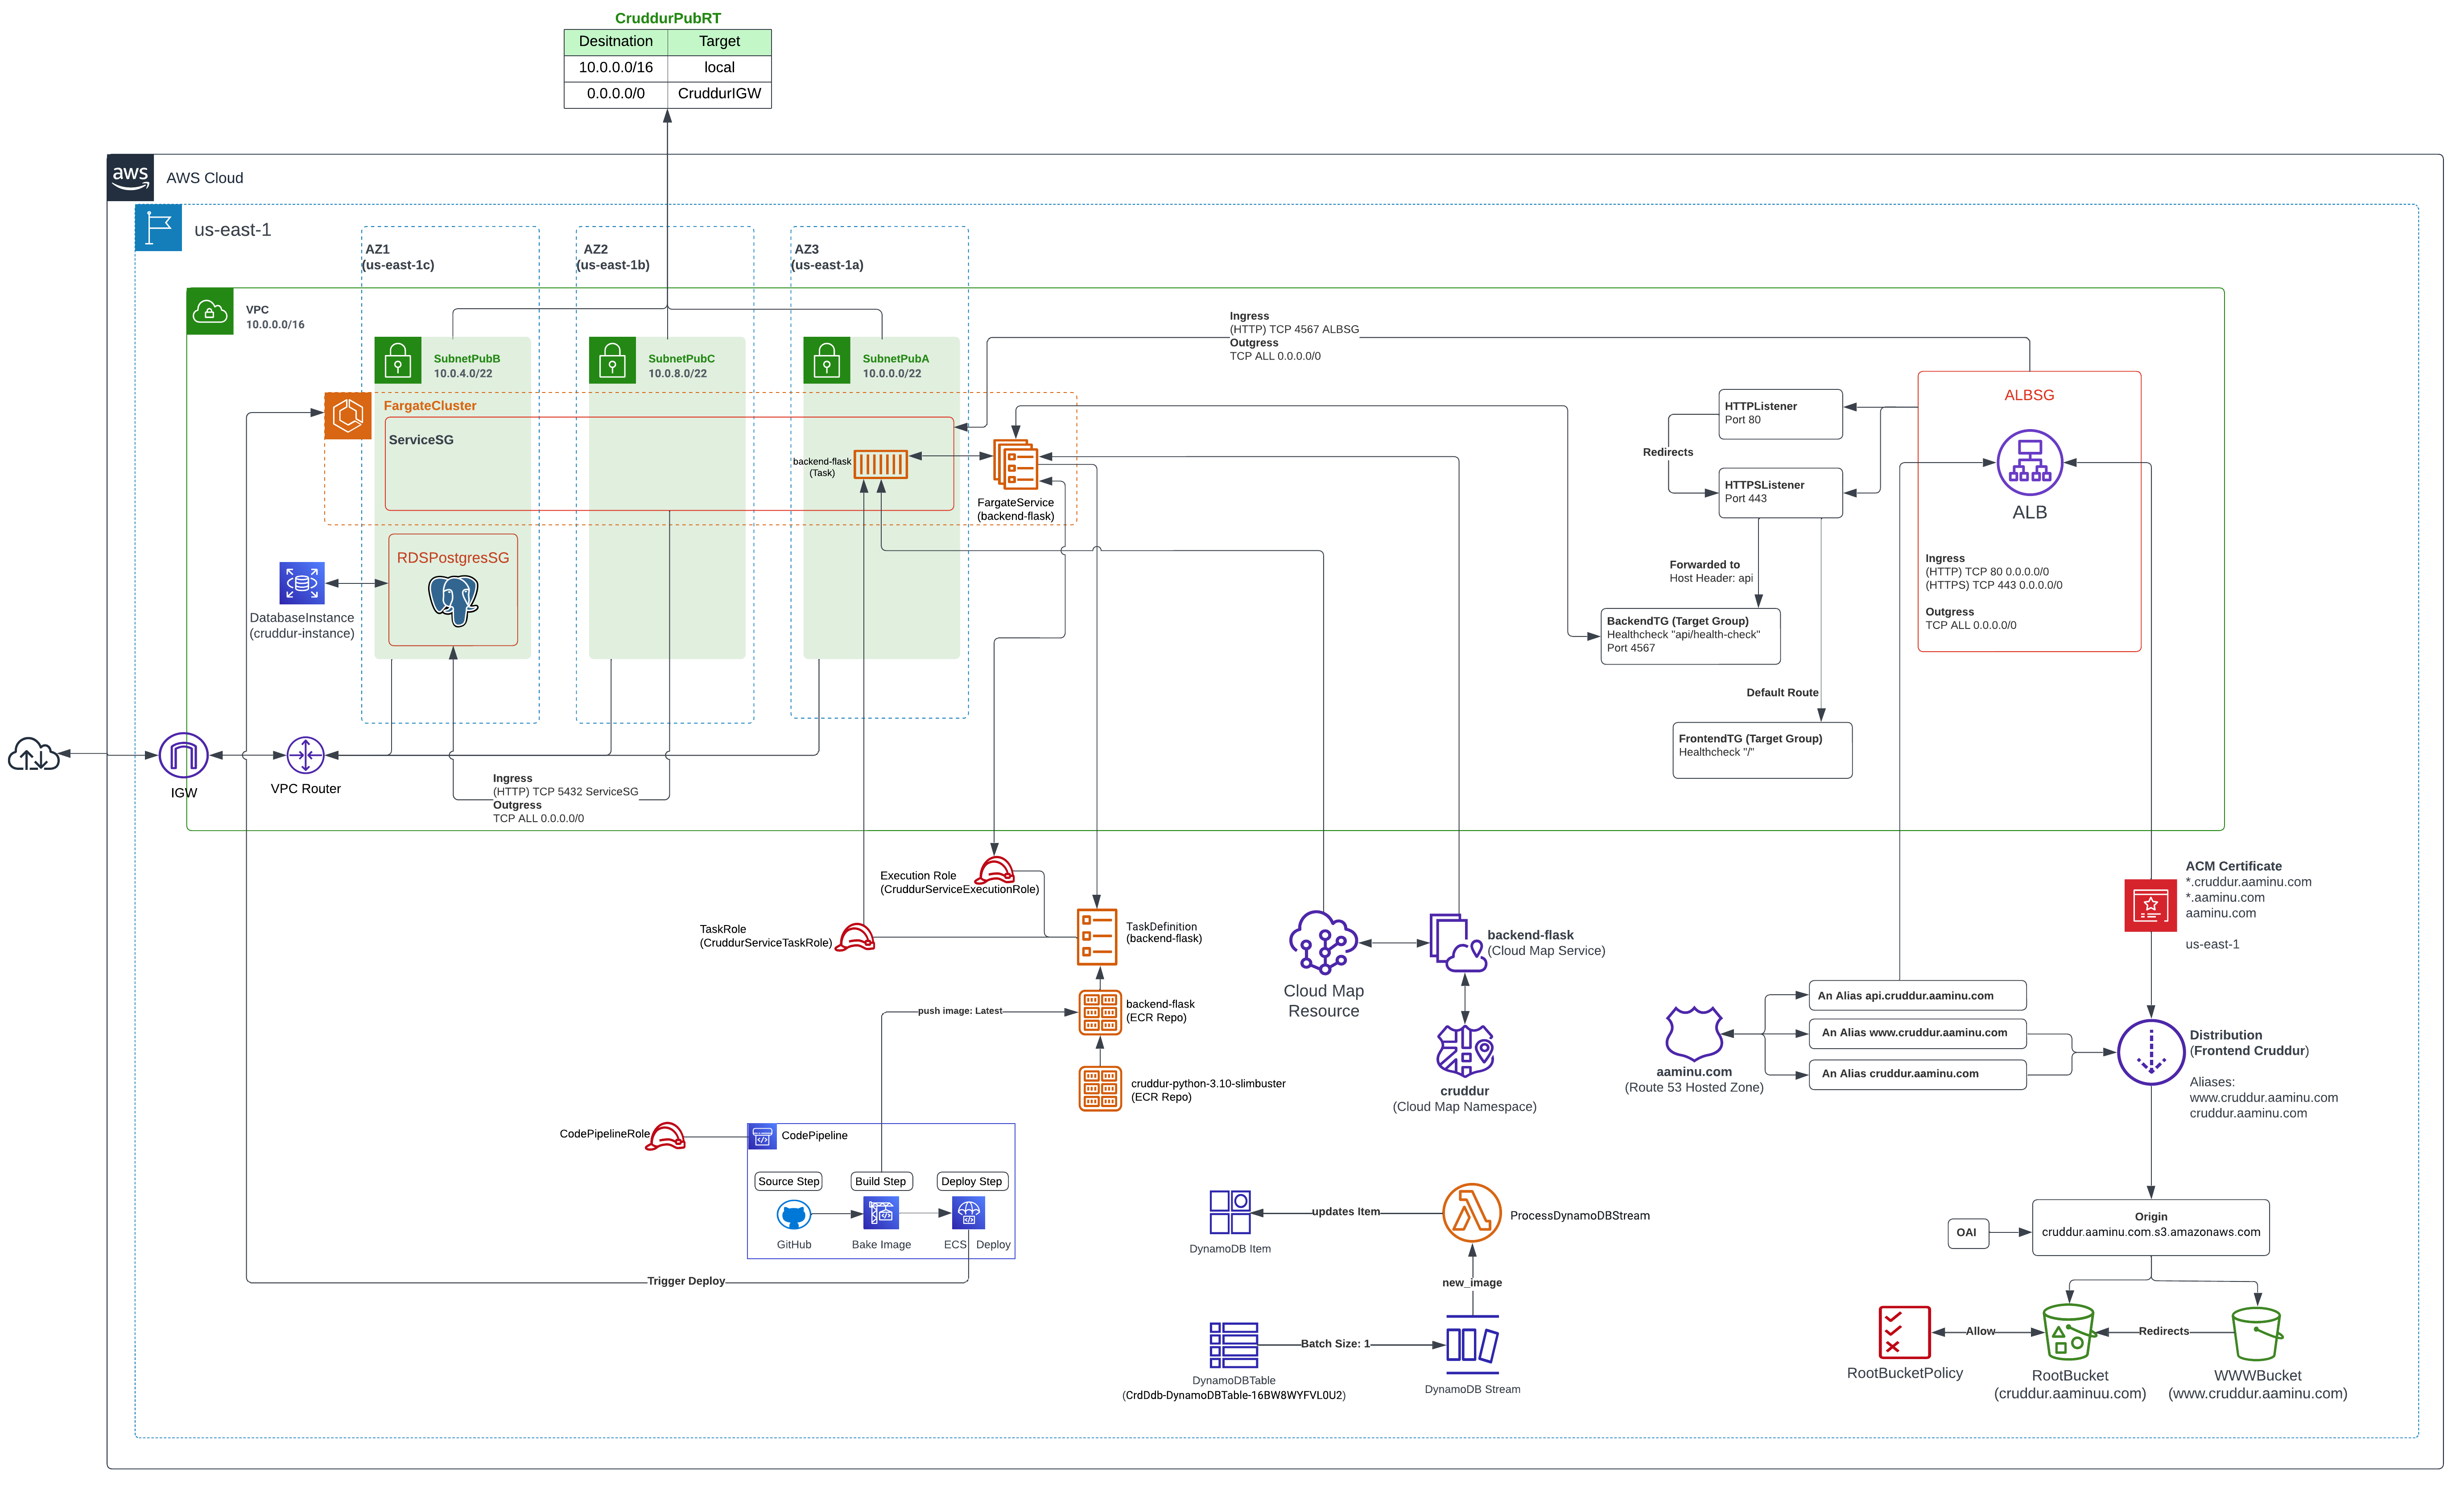 CruddurPubRT
Desitnation Target
10.0.0.0/16 local
0.0.0.0/0 CruddurIGW
aws
AWS Cloud
us-east-1
AZ1
(us-east-1c)
AZ2
(us-east-1b)
AZ3
(us-east-1a)
VPC
10.0.0.0/16
SubnetPubB
10.0.4.0/22
SubnetPubC
10.0.8.0/22
SubnetPubA
10.0.0.0/22
Ingress
(HTTP) TCP 4567 ALBSG
Outgress
TCP ALL 0.0.0.0/0
FargateCluster
ServiceSG
backend-flask
(Task)
FargateService
(backend-flask)
HTTPListener
Port 80
Redirects
HTTPSListener
Port 443
ALBSG
ALB
Ingress
(HTTP) TCP 80 0.0.0.0/0
(HTTPS) TCP 443 0.0.0.0/0
Outgress
TCP ALL 0.0.0.0/0
Forwarded to
Host Header: api
BackendTG (Target Group)
Healthcheck "api/health-check"
Port 4567
Default Route
FrontendTG (Target Group)
Healthcheck "/"
RDSPostgresSG
DatabaseInstance
(cruddur-instance)
IGW
VPC Router
Ingress
(HTTP) TCP 5432 ServiceSG
Outgress
TCP ALL 0.0.0.0/0
Execution Role
(CruddurServiceExecutionRole)
TaskRole
(CruddurServiceTaskRole)
TaskDefinition
(backend-flask)
backend-flask
(ECR Repo)
push image: Latest
cruddur-python-3.10-slimbuster
(ECR Repo)
Cloud Map
Resource
backend-flask
(Cloud Map Service)
cruddur
(Cloud Map Namespace)
ACM Certificate
*.cruddur.aaminu.com
*.aaminu.com
aaminu.com
us-east-1
aaminu.com
(Route 53 Hosted Zone)
An Alias api.cruddur.aaminu.com
An Alias www.cruddur.aaminu.com
An Alias cruddur.aaminu.com
Distribution
(Frontend Cruddur)
Aliases:
www.cruddur.aaminu.com
cruddur.aaminu.com
CodePipelineRole
CodePipeline
Source Step
Build Step
Deploy Step
GitHub
Bake Image
ECS Deploy
Trigger Deploy
DynamoDB Item
updates Item
ProcessDynamoDBStream
new_image
Batch Size: 1
DynamoDBTable
(CrdDdb-DynamoDBTable-16BW8WYFVL0U2)
DynamoDB Stream
OAI
Origin
cruddur.aaminu.com.s3.amazonaws.com
Allow
Redirects
RootBucketPolicy
RootBucket
(cruddur.aaminuu.com)
WWWBucket
(www.cruddur.aaminu.com)